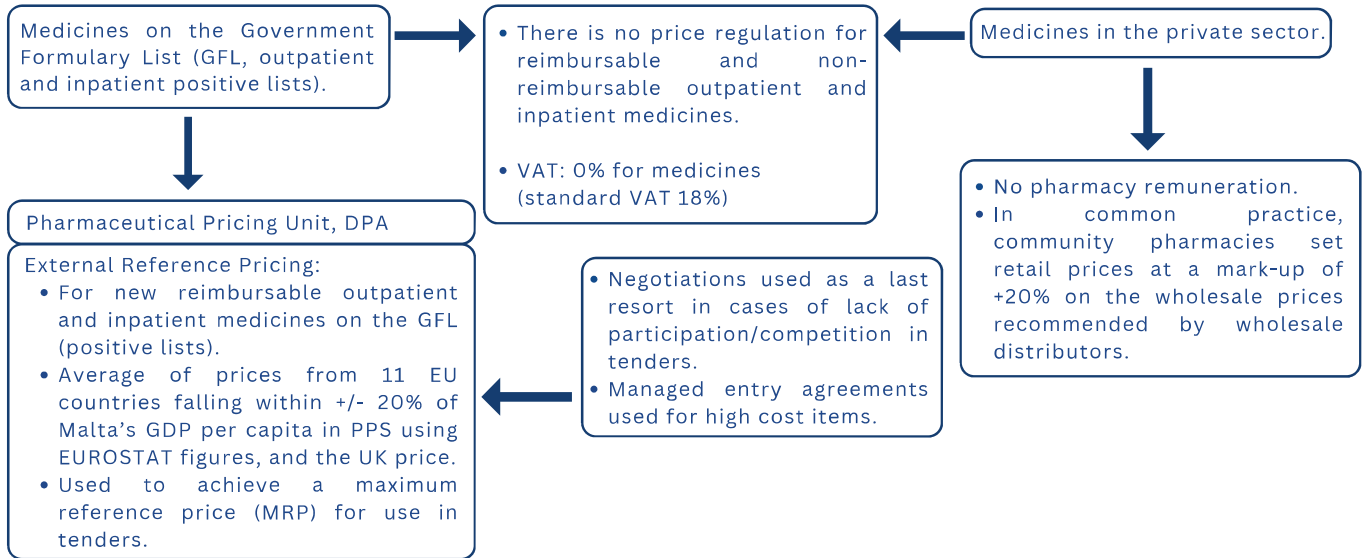 Medicines on the Government
Formulary List (GFL, outpatient
and inpatient positive lists).
• There is no price regulation for
reimbursable and non-
reimbursable outpatient and
inpatient medicines.
• VAT: 0% for medicines
(standard VAT 18%)
Medicines in the private sector.
• No pharmacy remuneration.
• In common practice,
community pharmacies set
retail prices at a mark-up of
+20% on the wholesale prices
recommended by wholesale
distributors.
Pharmaceutical Pricing Unit, DPA
External Reference Pricing:
• For new reimbursable outpatient
and inpatient medicines on the GFL
(positive lists).
• Average of prices from 11 EU
countries falling within +/- 20% of
Malta's GDP per capita in PPS using
EUROSTAT figures, and the UK price.
• Used to achieve a maximum
reference price (MRP) for use in
tenders.
• Negotiations used as a last
resort in cases of lack of
participation/competition in
tenders.
• Managed entry agreements
used for high cost items.